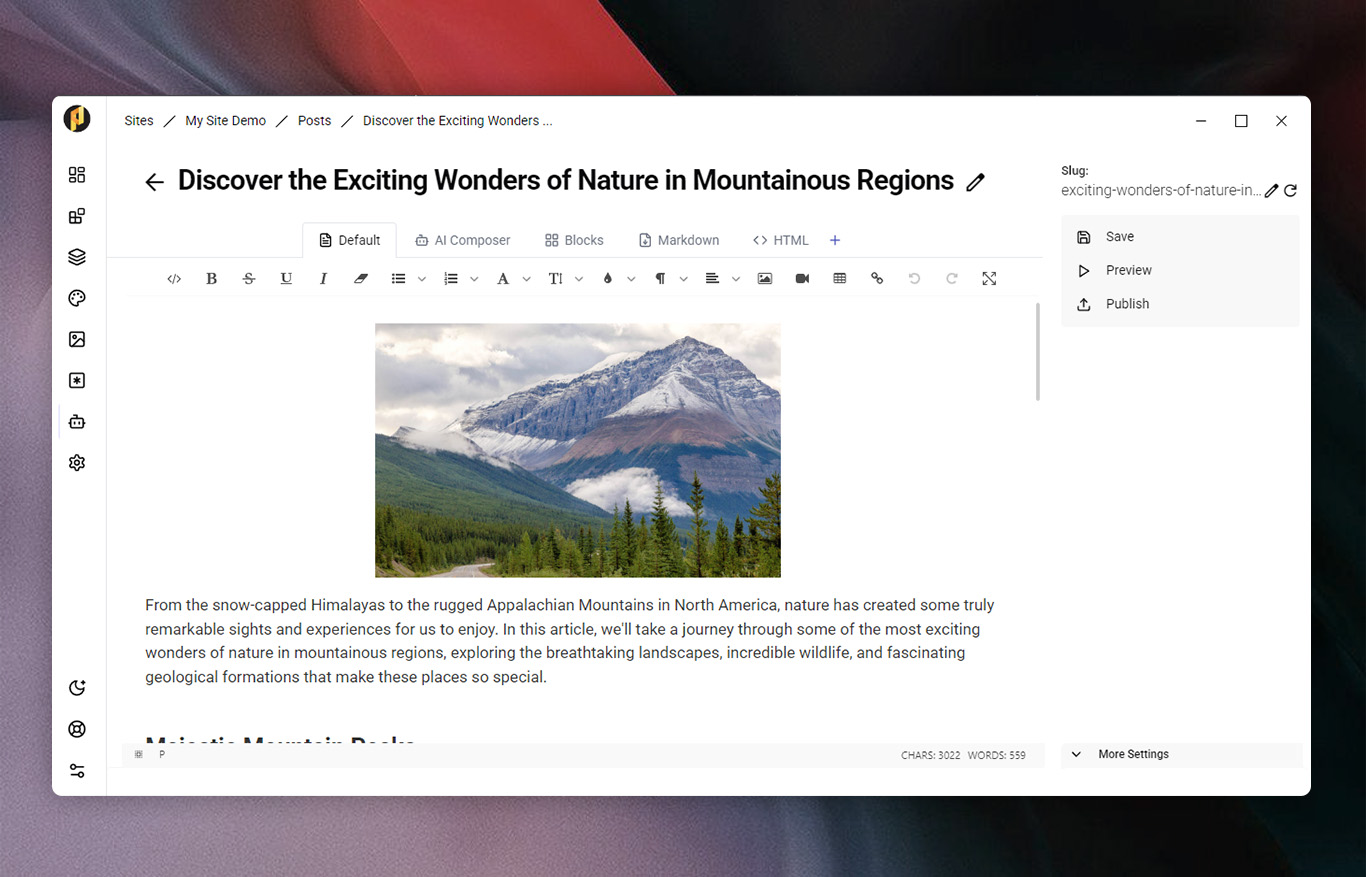 Sites / My Site Demo / Posts / Discover the Exciting Wonders ...
Discover the Exciting Wonders of Nature in Mountainous Regions
Default AI Composer Blocks Markdown HTML +
From the snow-capped Himalayas to the rugged Appalachian Mountains in North America, nature has created some truly
remarkable sights and experiences for us to enjoy. In this article, we'll take a journey through some of the most exciting
wonders of nature in mountainous regions, exploring the breathtaking landscapes, incredible wildlife, and fascinating
geological formations that make these places so special.
Majestic Mountain Peaks
P CHARS: 3022 WORDS: 559
Slug:
exciting-wonders-of-nature-in...
Save
Preview
Publish
More Settings